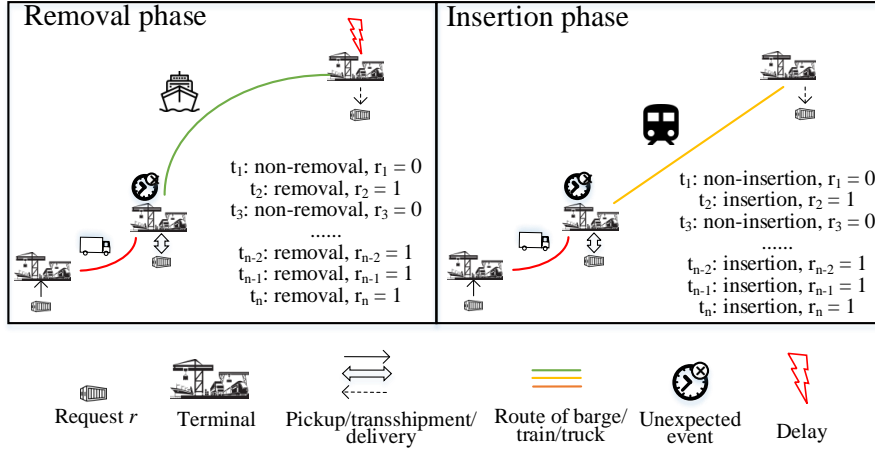 Removal phase
t₁: non-removal, r₁ = 0
t₂: removal, r₂ = 1
t₃: non-removal, r₃ = 0
......
tₙ₋₂: removal, rₙ₋₂ = 1
tₙ₋₁: removal, rₙ₋₁ = 1
tₙ: removal, rₙ = 1
Insertion phase
t₁: non-insertion, r₁ = 0
t₂: insertion, r₂ = 1
t₃: non-insertion, r₃ = 0
......
tₙ₋₂: insertion, rₙ₋₂ = 1
tₙ₋₁: insertion, rₙ₋₁ = 1
tₙ: insertion, rₙ = 1
Request r
Terminal
Pickup/transshipment/
delivery
Route of barge/
train/truck
Unexpected
event
Delay